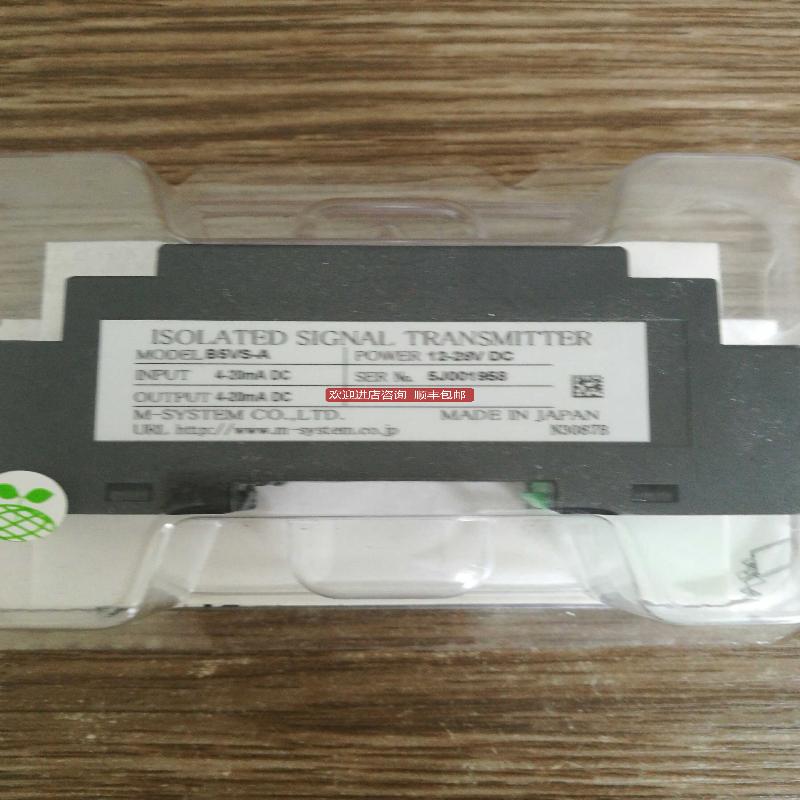 ISOLATED SIGNAL TRANSMITTER
MODEL B5VS-A
POWER 12-28V DC
INPUT 4-20mA DC
SER No. 5J001958
OUTPUT 4-20mA DC
欢迎进店咨询 顺丰包邮
M-SYSTEM CO.,LTD.
MADE IN JAPAN
URL http://www.m-system.co.jp